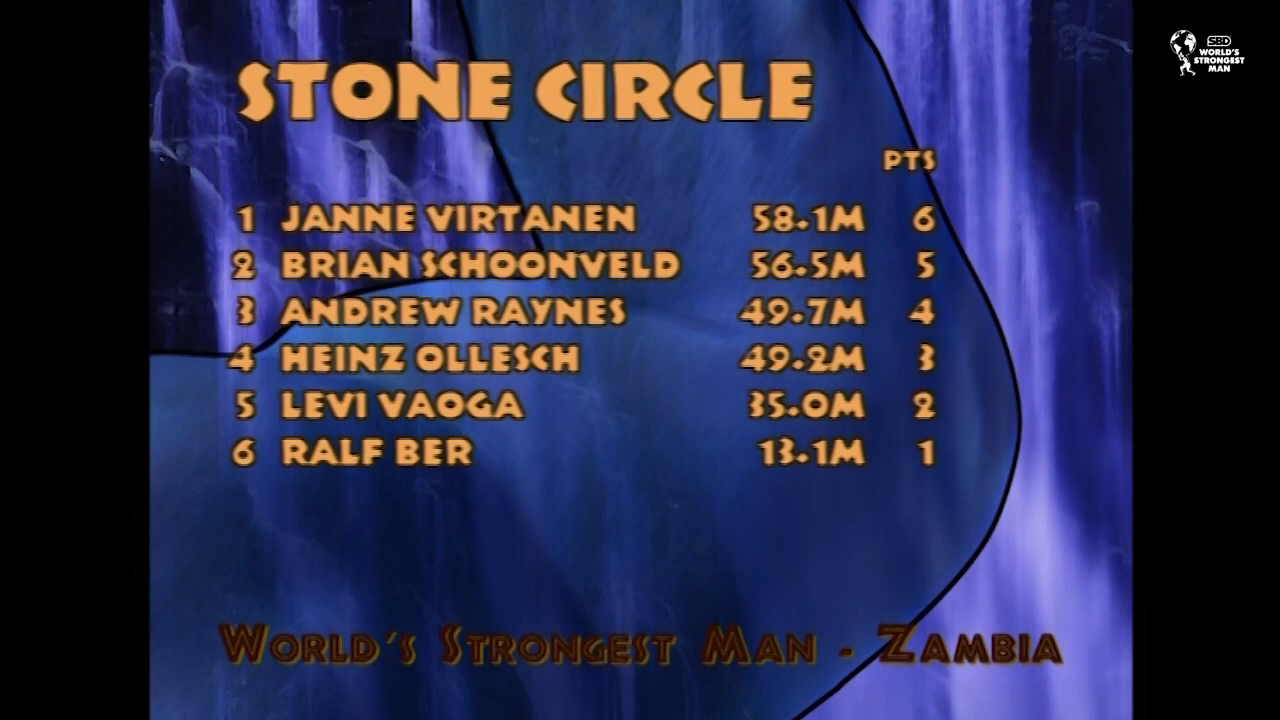 SBD
WORLD'S
STRONGEST
MAN
STONE CIRCLE
PTS
1 JANNE VIRTANEN 58.1M 6
2 BRIAN SCHOONVELD 56.5M 5
3 ANDREW RAYNES 49.7M 4
4 HEINZ OLLESCH 49.2M 3
5 LEVI VAOGA 35.0M 2
6 RALF BER 13.1M 1
WORLD'S STRONGEST MAN - ZAMBIA